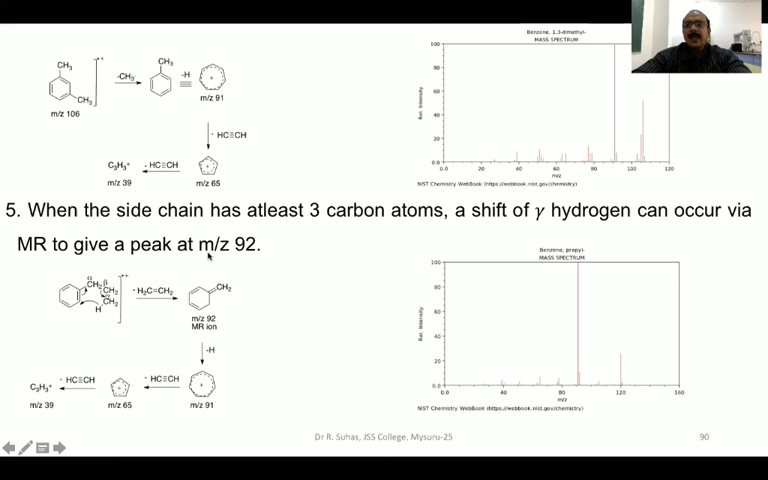 CH₃
CH₃
m/z 106
•+
-CH₃
CH₃
-H
+
m/z 91
- HC≡CH
+
m/z 65
- HC≡CH
C₃H₃⁺
m/z 39
Benzene, 1,3-dimethyl-
MASS SPECTRUM
Rel. Intensity
100
80
60
40
20
0.0
0.0 20 40 60 80 100 120
m/z
NIST Chemistry WebBook (https://webbook.nist.gov/chemistry)
5. When the side chain has atleast 3 carbon atoms, a shift of γ hydrogen can occur via
MR to give a peak at m/z 92.
α
CH₂
β
CH₂
CH₂
H
•+
- H₂C=CH₂
CH₂
m/z 92
MR ion
-H
+
m/z 91
- HC≡CH
+
m/z 65
- HC≡CH
C₃H₃⁺
m/z 39
Benzene, propyl-
MASS SPECTRUM
Rel. Intensity
100
80
60
40
20
0.0
0.0 40 80 120 160
m/z
NIST Chemistry WebBook (https://webbook.nist.gov/chemistry)
Dr R. Suhas, JSS College, Mysuru-25
90